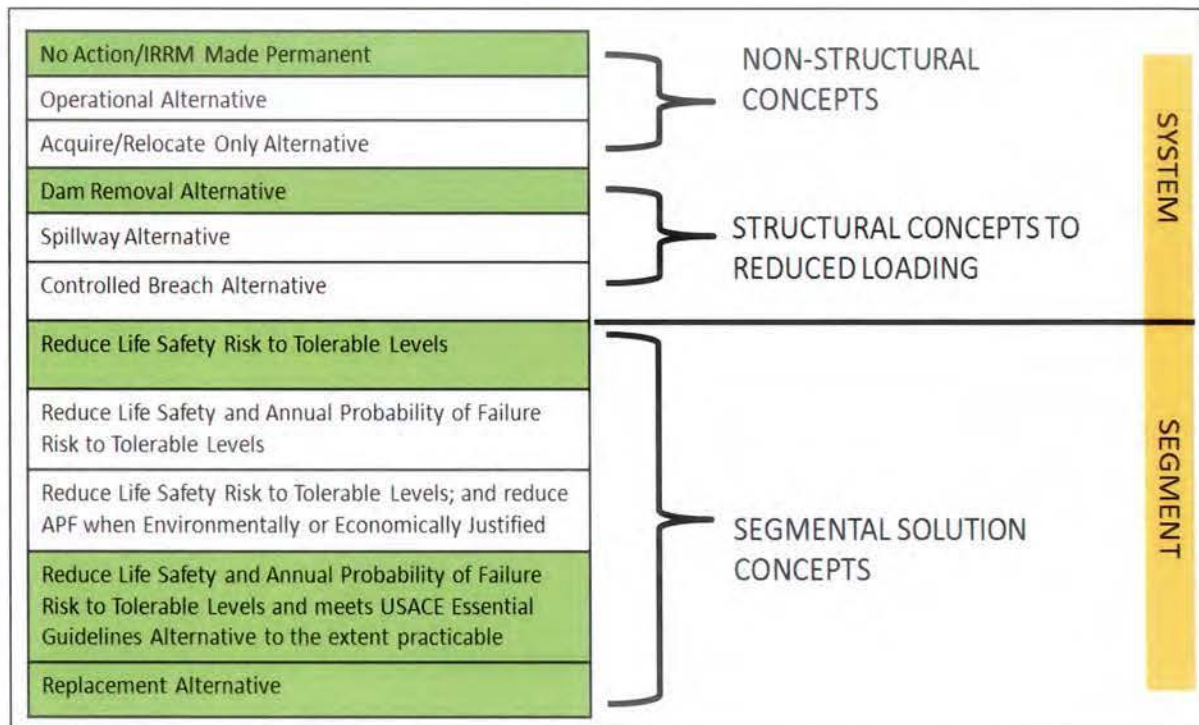 No Action/IRRM Made Permanent
Operational Alternative
Acquire/Relocate Only Alternative
Dam Removal Alternative
Spillway Alternative
Controlled Breach Alternative
Reduce Life Safety Risk to Tolerable Levels
Reduce Life Safety and Annual Probability of Failure
Risk to Tolerable Levels
Reduce Life Safety Risk to Tolerable Levels; and reduce
APF when Environmentally or Economically Justified
Reduce Life Safety and Annual Probability of Failure
Risk to Tolerable Levels and meets USACE Essential
Guidelines Alternative to the extent practicable
Replacement Alternative
NON-STRUCTURAL
CONCEPTS
STRUCTURAL CONCEPTS TO
REDUCED LOADING
SEGMENTAL SOLUTION
CONCEPTS
SYSTEM
SEGMENT